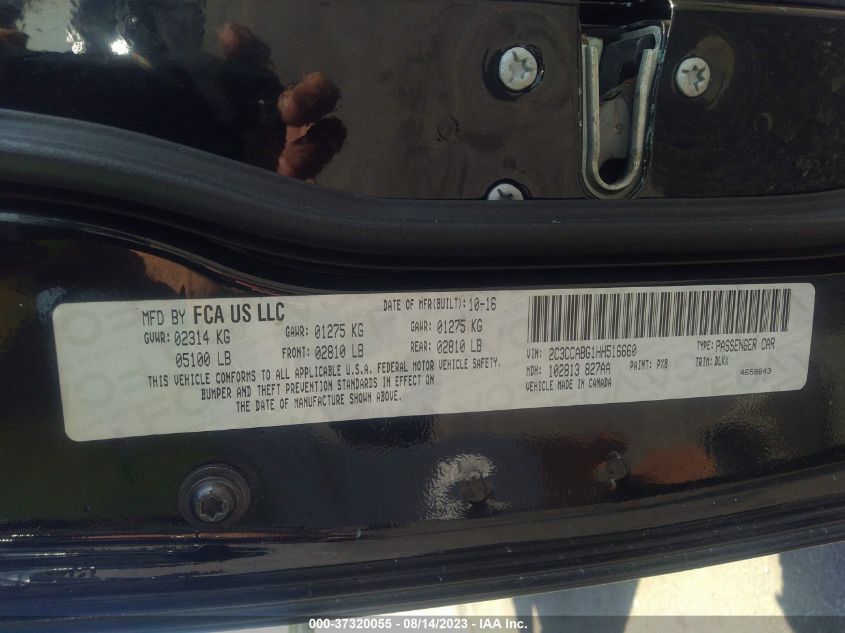 MFD BY FCA US LLC DATE OF MFR(BUILT): 10-16
GVWR: 02314 KG GAWR: 01275 KG GAWR: 01275 KG
05100 LB FRONT: 02810 LB REAR: 02810 LB
THIS VEHICLE CONFORMS TO ALL APPLICABLE U.S.A. FEDERAL MOTOR VEHICLE SAFETY,
BUMPER AND THEFT PREVENTION STANDARDS IN EFFECT ON
THE DATE OF MANUFACTURE SHOWN ABOVE.
VIN: 2C3CCABG1HH516660 TYPE: PASSENGER CAR
MDH: 102813 827AA PAINT: PX8 TRIM: DLX9
VEHICLE MADE IN CANADA 4658843
000-37320055 - 08/14/2023 - IAA Inc.